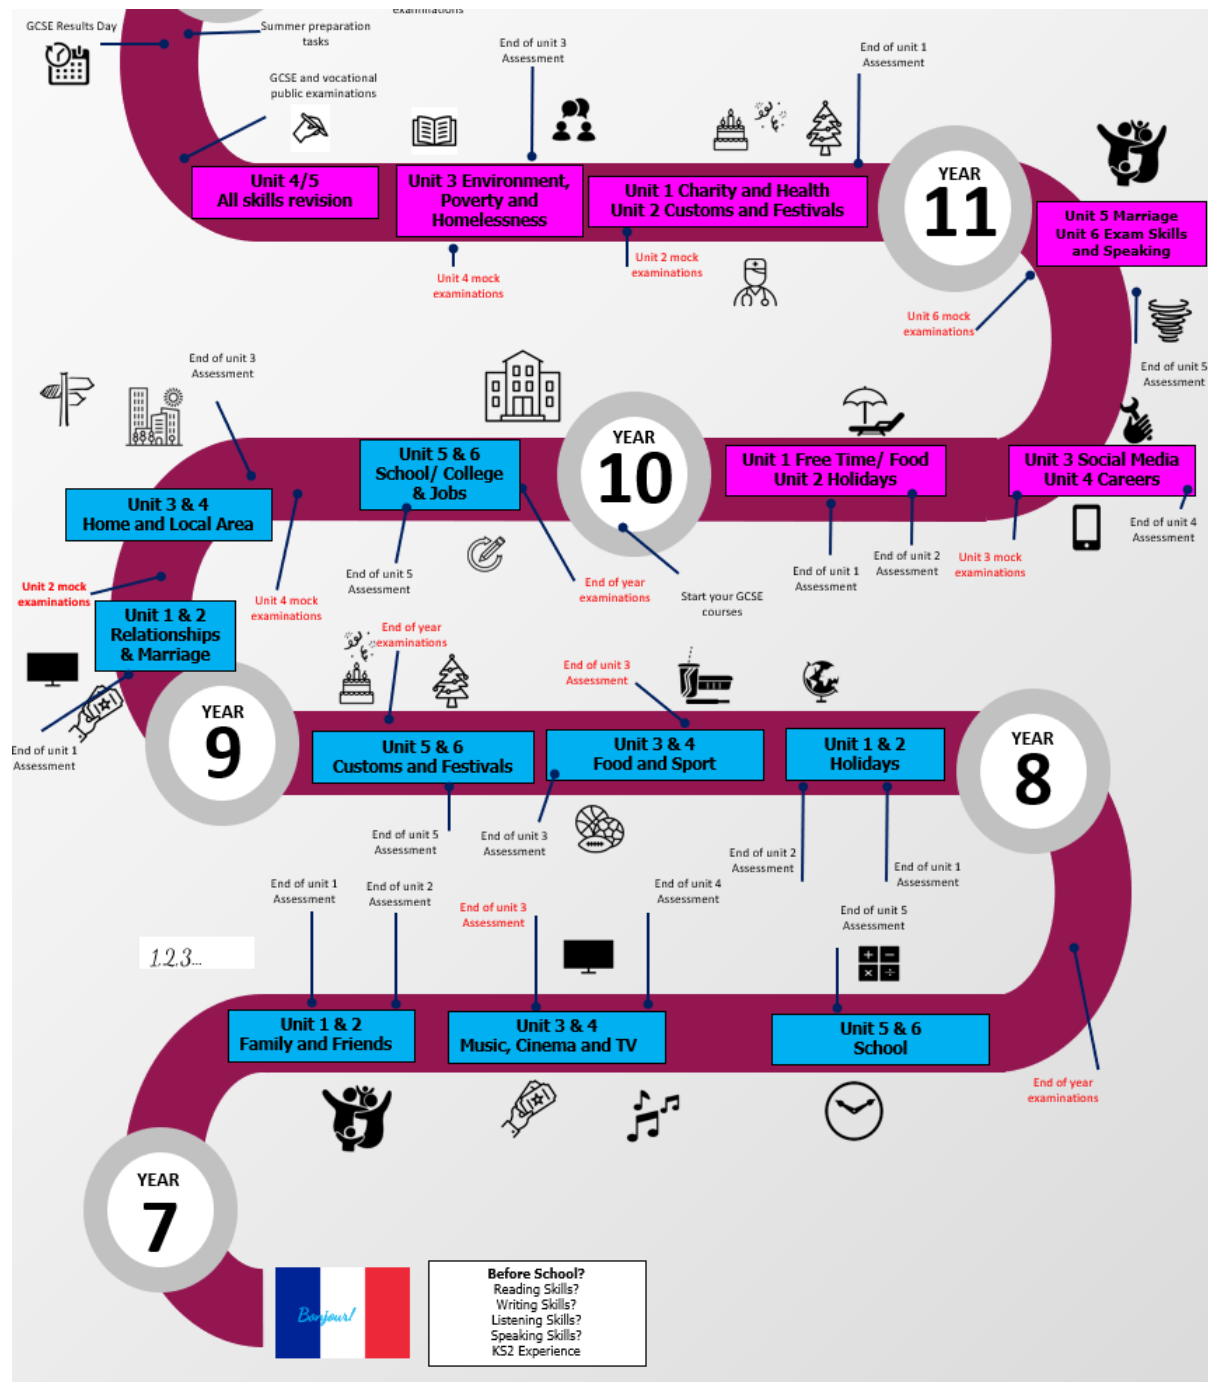 examinations
GCSE Results Day
Summer preparation
tasks
GCSE and vocational
public examinations
End of unit 3
Assessment
End of unit 1
Assessment
Unit 4/5
All skills revision
Unit 3 Environment,
Poverty and
Homelessness
Unit 1 Charity and Health
Unit 2 Customs and Festivals
YEAR
11
Unit 5 Marriage
Unit 6 Exam Skills
and Speaking
Unit 4 mock
examinations
Unit 2 mock
examinations
Unit 6 mock
examinations
End of unit 5
Assessment
End of unit 3
Assessment
Unit 3 & 4
Home and Local Area
Unit 5 & 6
School/ College
& Jobs
YEAR
10
Unit 1 Free Time/ Food
Unit 2 Holidays
Unit 3 Social Media
Unit 4 Careers
End of unit 4
Assessment
Unit 3 mock
examinations
End of unit 2
Assessment
End of unit 1
Assessment
Start your GCSE
courses
End of year
examinations
End of unit 5
Assessment
Unit 4 mock
examinations
Unit 2 mock
examinations
Unit 1 & 2
Relationships
& Marriage
End of unit 1
Assessment
YEAR
9
End of year
examinations
Unit 5 & 6
Customs and Festivals
End of unit 3
Assessment
Unit 3 & 4
Food and Sport
Unit 1 & 2
Holidays
YEAR
8
End of unit 5
Assessment
End of unit 3
Assessment
End of unit 2
Assessment
End of unit 1
Assessment
End of unit 1
Assessment
End of unit 2
Assessment
End of unit 3
Assessment
End of unit 4
Assessment
End of unit 5
Assessment
1,2,3...
Unit 1 & 2
Family and Friends
Unit 3 & 4
Music, Cinema and TV
Unit 5 & 6
School
End of year
examinations
YEAR
7
Bonjour!
Before School?
Reading Skills?
Writing Skills?
Listening Skills?
Speaking Skills?
KS2 Experience